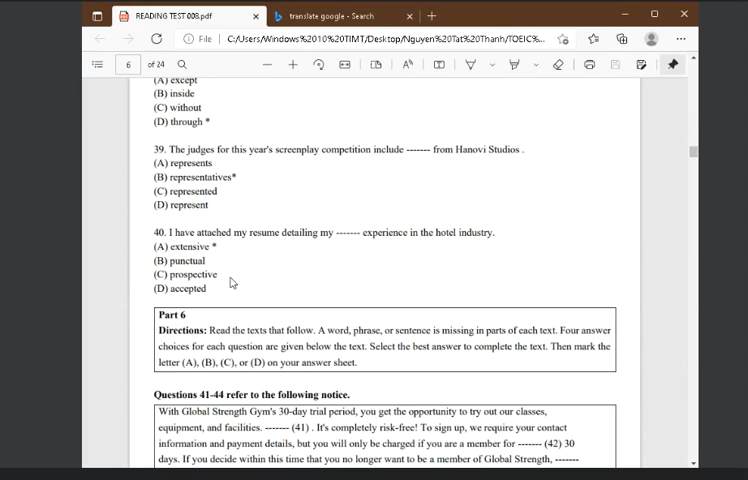 READING TEST 008.pdf
translate google - Search
File
C:/Users/Windows%2010%20TIMT/Desktop/Nguyen%20Tat%20Thanh/TOEIC%...
6 of 24
(A) except
(B) inside
(C) without
(D) through *
39. The judges for this year's screenplay competition include ------- from Hanovi Studios .
(A) represents
(B) representatives*
(C) represented
(D) represent
40. I have attached my resume detailing my ------- experience in the hotel industry.
(A) extensive *
(B) punctual
(C) prospective
(D) accepted
Part 6
Directions: Read the texts that follow. A word, phrase, or sentence is missing in parts of each text. Four answer
choices for each question are given below the text. Select the best answer to complete the text. Then mark the
letter (A), (B), (C), or (D) on your answer sheet.
Questions 41-44 refer to the following notice.
With Global Strength Gym's 30-day trial period, you get the opportunity to try out our classes,
equipment, and facilities. ------- (41) . It's completely risk-free! To sign up, we require your contact
information and payment details, but you will only be charged if you are a member for ------- (42) 30
days. If you decide within this time that you no longer want to be a member of Global Strength, -------